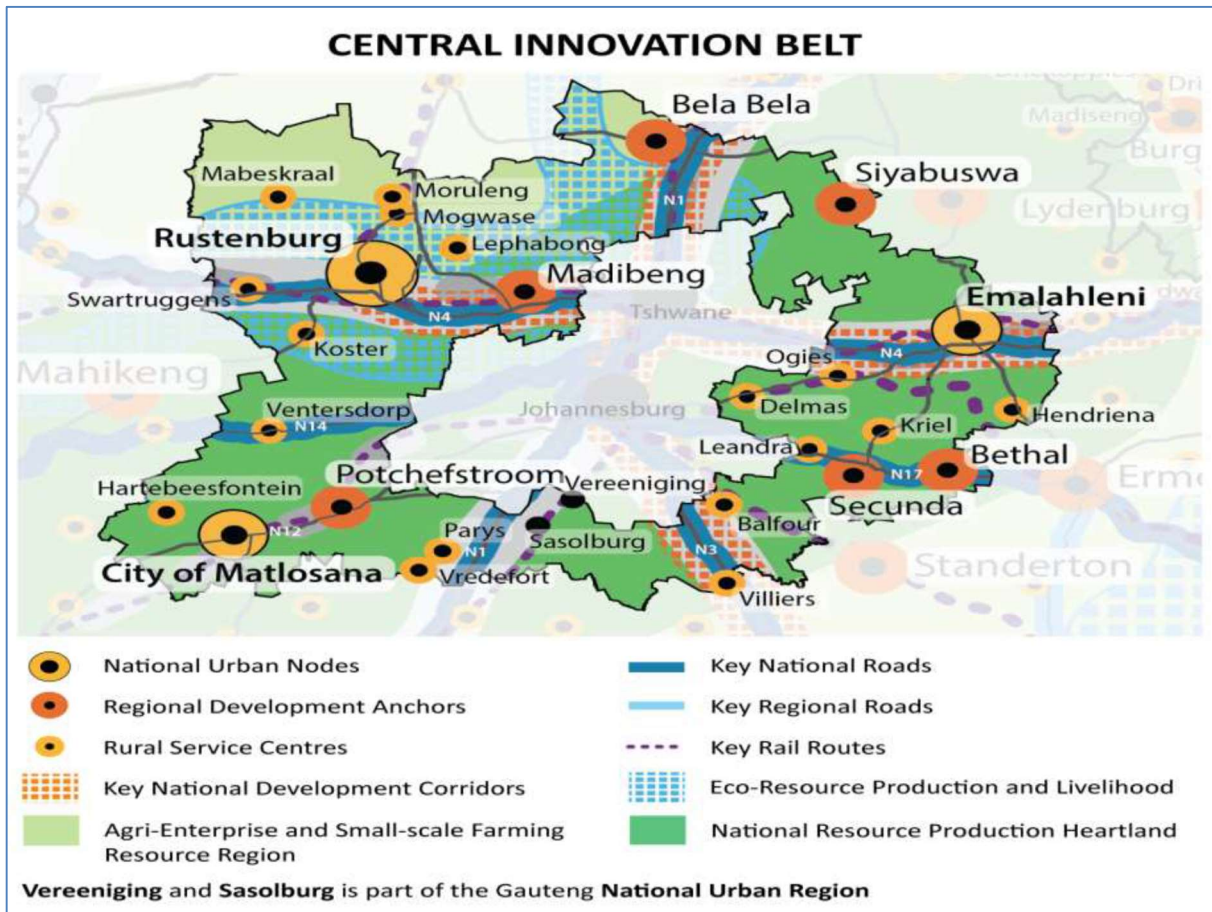 CENTRAL INNOVATION BELT
Bela Bela
Madiseng
Burg
Siyabuswa
Lydenburg
Mabeskraal
Moruleng
Mogwase
N1
Rustenburg
Lephabong
Madibeng
Swartruggens
N4
Tshwane
Emalahleni
Koster
Ogies
N4
Mahikeng
Delmas
Hendriena
Ventersdorp
N14
Johannesburg
Kriel
Leandra
Bethal
N17
Potchefstroom
Vereeniging
Secunda
Erme
Hartebeesfontein
N12
Parys
N1
Sasolburg
Balfour
N3
City of Matlosana
Vredefort
Villiers
Standerton
National Urban Nodes
Regional Development Anchors
Rural Service Centres
Key National Development Corridors
Agri-Enterprise and Small-scale Farming
Resource Region
Key National Roads
Key Regional Roads
Key Rail Routes
Eco-Resource Production and Livelihood
National Resource Production Heartland
Vereeniging and Sasolburg is part of the Gauteng National Urban Region